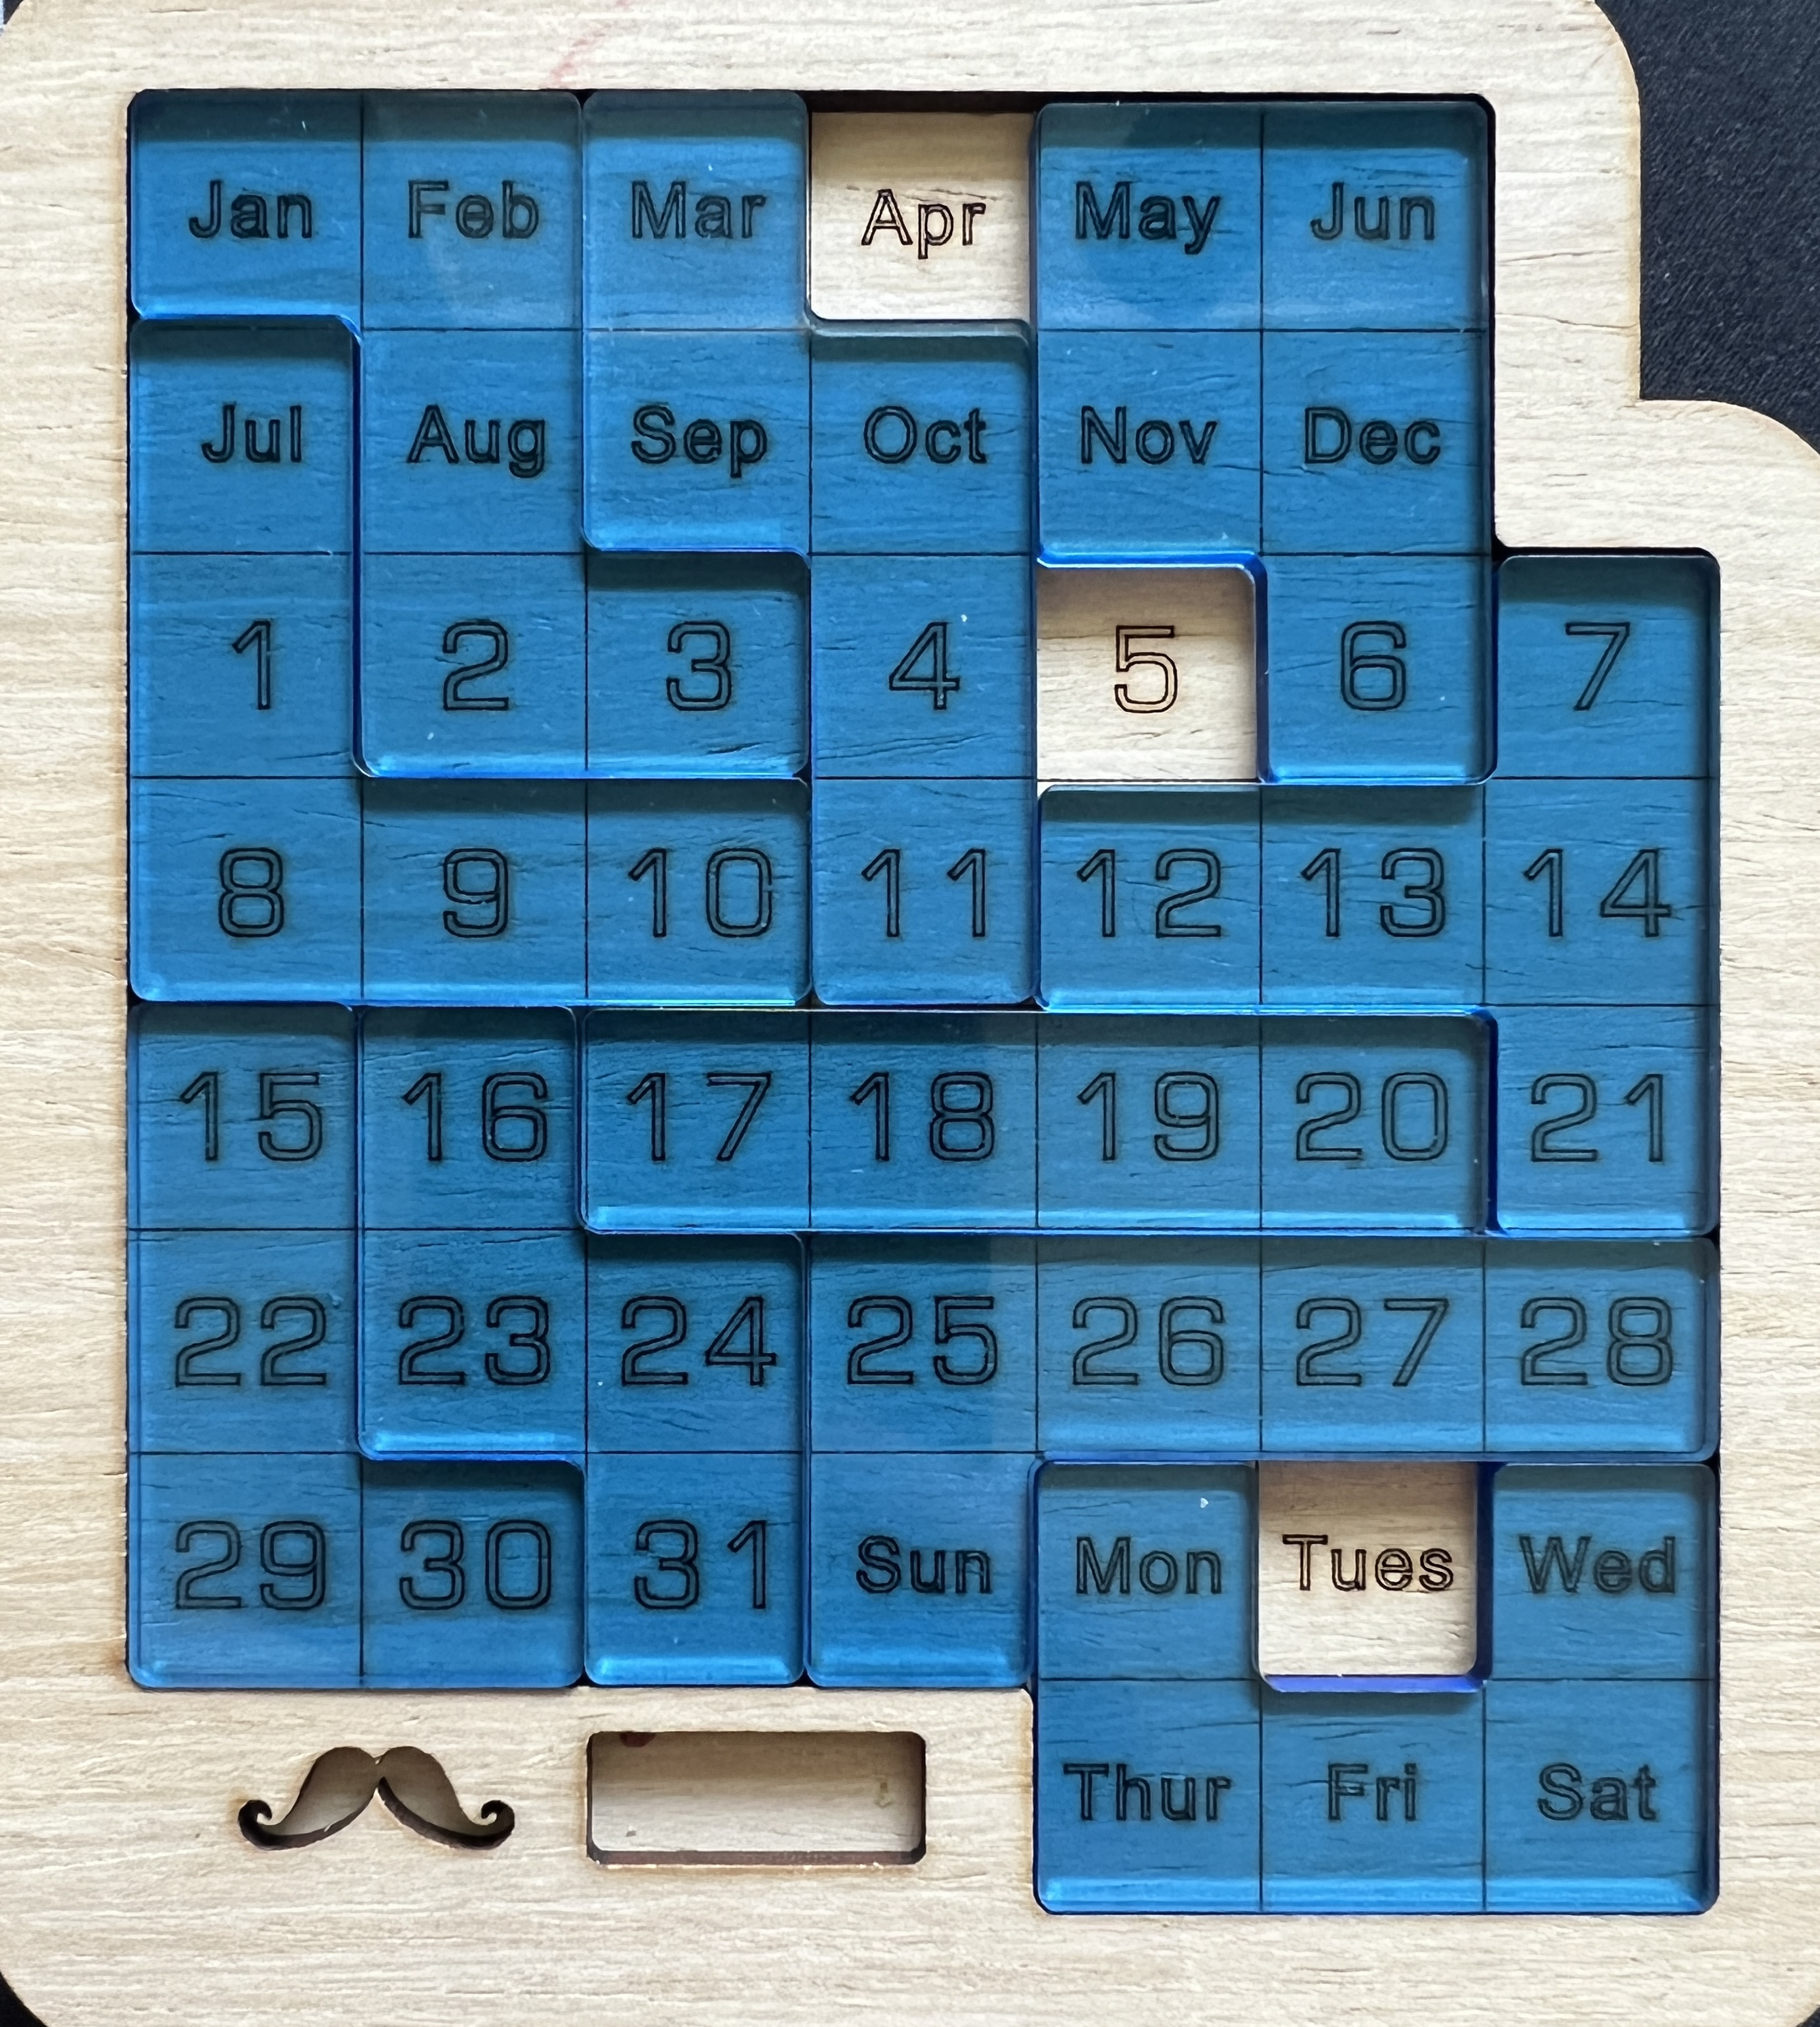 Jan Feb Mar Apr May Jun
Jul Aug Sep Oct Nov Dec
1 2 3 4 5 6 7
8 9 10 11 12 13 14
15 16 17 18 19 20 21
22 23 24 25 26 27 28
29 30 31 Sun Mon Tues Wed
Thur Fri Sat